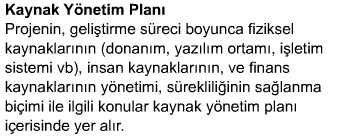 Kaynak Yönetim Planı
Projenin, geliştirme süreci boyunca fiziksel
kaynaklarının (donanım, yazılım ortamı, işletim
sistemi vb), insan kaynaklarının, ve finans
kaynaklarının yönetimi, sürekliliğinin sağlanma
biçimi ile ilgili konular kaynak yönetim planı
içerisinde yer alır.